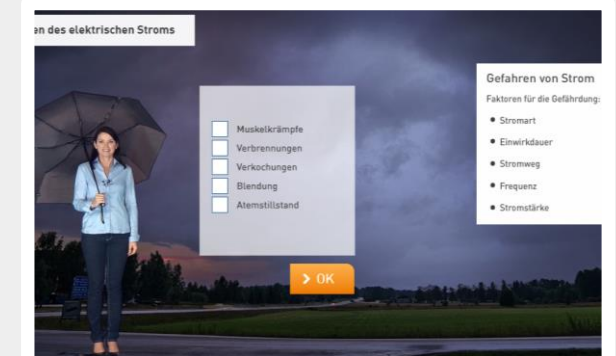 en des elektrischen Stroms
Muskelkrämpfe
Verbrennungen
Verkochungen
Blendung
Atemstillstand
> OK
Gefahren von Strom
Faktoren für die Gefährdung:
• Stromart
• Einwirkdauer
• Stromweg
• Frequenz
• Stromstärke